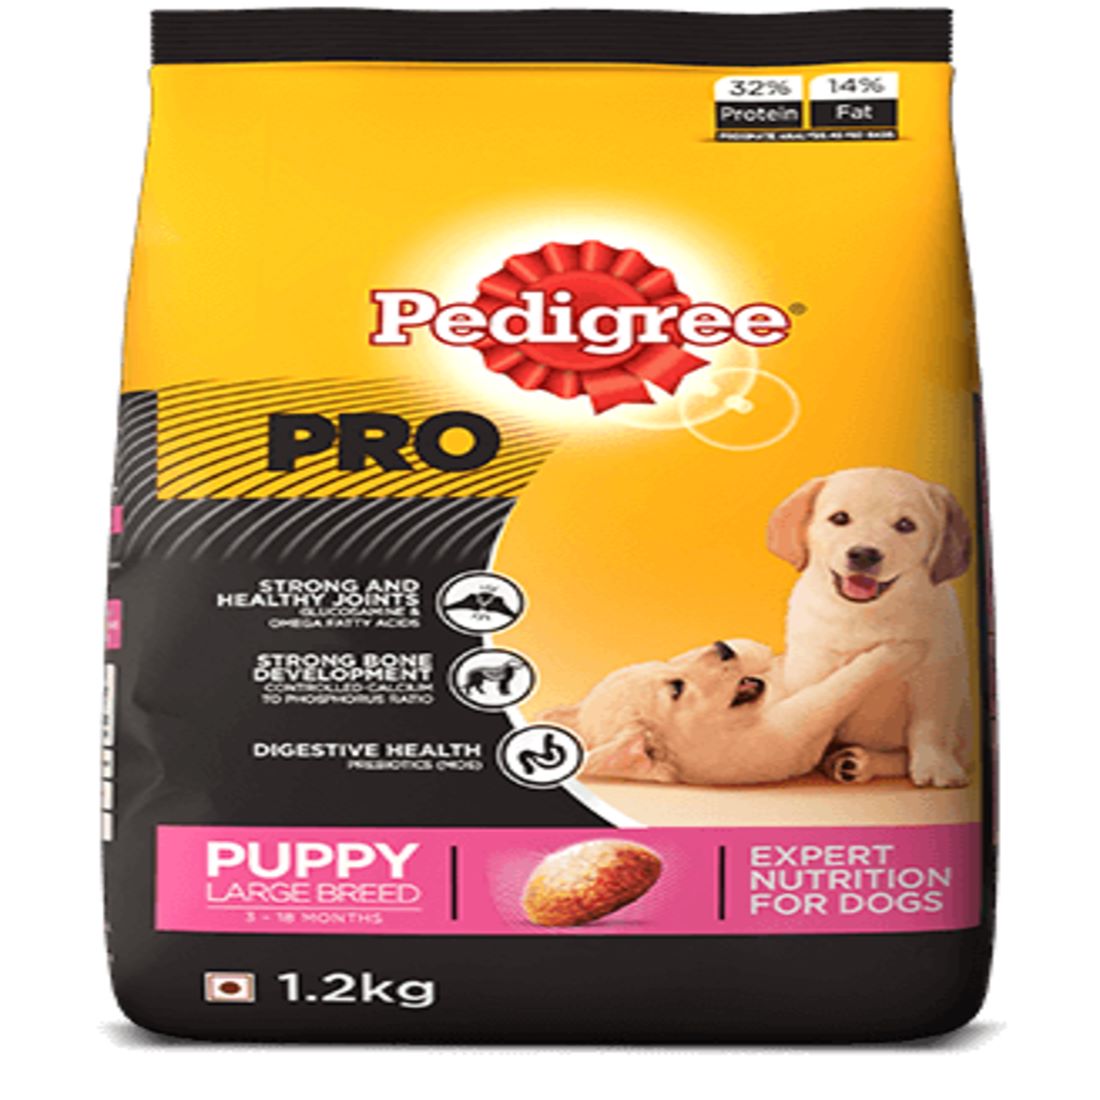 32% 14%
Protein Fat
Pedigree®
PRO
STRONG AND
HEALTHY JOINTS
GLUCOSAMINE &
OMEGA FATTY ACIDS
STRONG BONE
DEVELOPMENT
CONTROLLED CALCIUM
TO PHOSPHORUS RATIO
DIGESTIVE HEALTH
PREBIOTICS (MOS)
PUPPY
LARGE BREED
3 - 18 MONTHS
EXPERT
NUTRITION
FOR DOGS
1.2kg